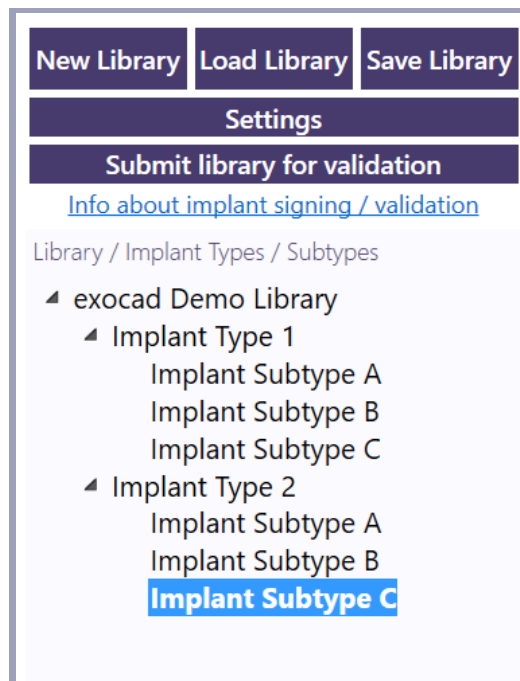 New Library Load Library Save Library
Settings
Submit library for validation
Info about implant signing / validation
Library / Implant Types / Subtypes
exocad Demo Library
Implant Type 1
Implant Subtype A
Implant Subtype B
Implant Subtype C
Implant Type 2
Implant Subtype A
Implant Subtype B
Implant Subtype C